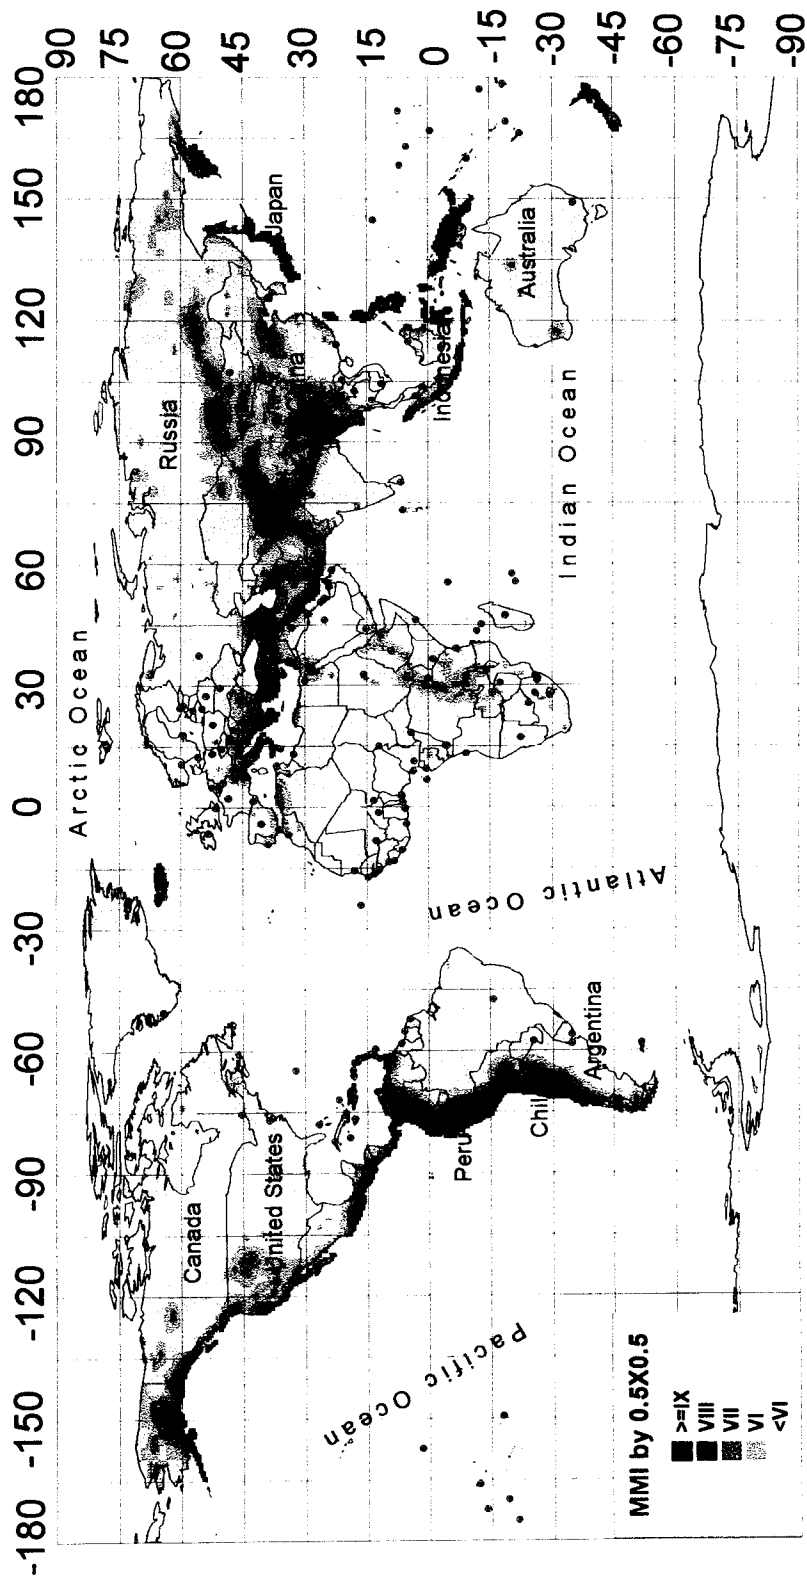 -180 -150 -120 -90 -60 -30 0 30 60 90 120 150 180
90
75
60
45
30
15
0
-15
-30
-45
-60
-75
-90
Arctic Ocean
Russia
Canada
United States
Japan
ina
Pacific Ocean
Atlantic Ocean
Indian Ocean
Indonesia
Peru
Chil
Argentina
Australia
MMI by 0.5X0.5
>=IX
VIII
VII
VI
<VI